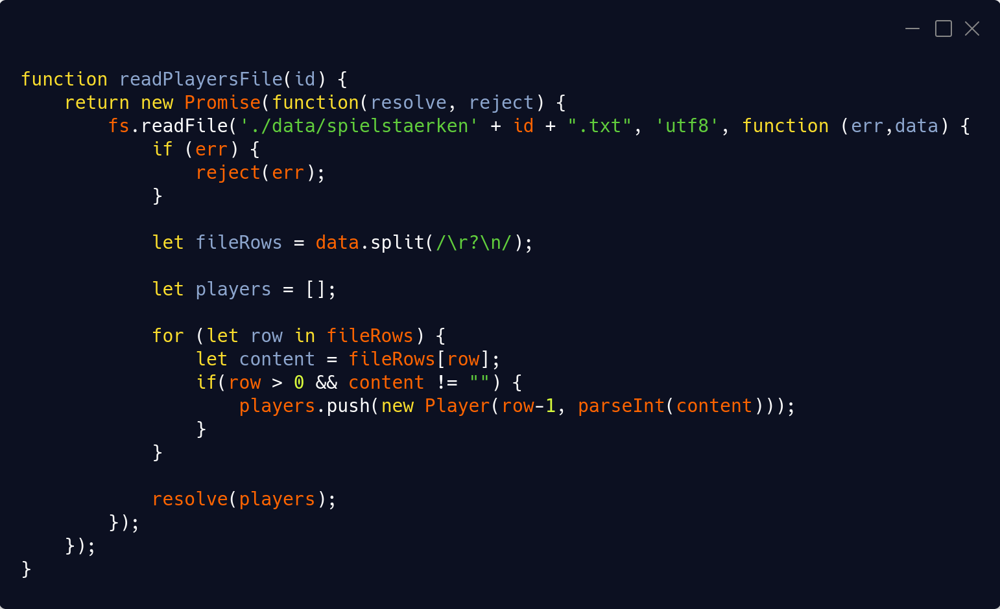 function readPlayersFile(id) {
    return new Promise(function(resolve, reject) {
        fs.readFile('./data/spielstaerken' + id + ".txt", 'utf8', function (err,data) {
            if (err) {
                reject(err);
            }

            let fileRows = data.split(/\r?\n/);

            let players = [];

            for (let row in fileRows) {
                let content = fileRows[row];
                if(row > 0 && content != "") {
                    players.push(new Player(row-1, parseInt(content)));
                }
            }

            resolve(players);
        });
    });
}